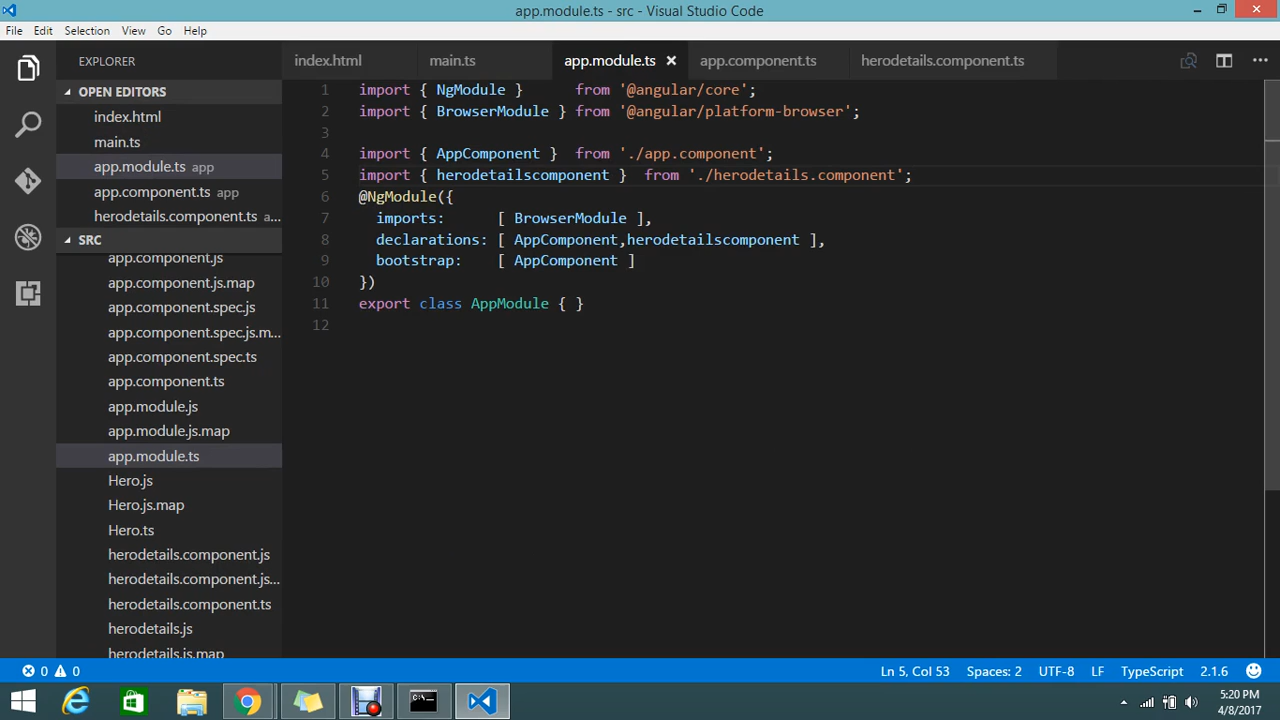 app.module.ts - src - Visual Studio Code
File Edit Selection View Go Help
EXPLORER
OPEN EDITORS
index.html
main.ts
app.module.ts app
app.component.ts app
herodetails.component.ts a...
SRC
app.component.js
app.component.js.map
app.component.spec.js
app.component.spec.js.m...
app.component.spec.ts
app.component.ts
app.module.js
app.module.js.map
app.module.ts
Hero.js
Hero.js.map
Hero.ts
herodetails.component.js
herodetails.component.js...
herodetails.component.ts
herodetails.js
herodetails.js.map
index.html main.ts app.module.ts app.component.ts herodetails.component.ts
1 import { NgModule }      from '@angular/core';
2 import { BrowserModule } from '@angular/platform-browser';
3
4 import { AppComponent }  from './app.component';
5 import { herodetailscomponent }  from './herodetails.component';
6 @NgModule({
7   imports:      [ BrowserModule ],
8   declarations: [ AppComponent,herodetailscomponent ],
9   bootstrap:    [ AppComponent ]
10 })
11 export class AppModule { }
12
0 0 Ln 5, Col 53 Spaces: 2 UTF-8 LF TypeScript 2.1.6
5:20 PM
4/8/2017